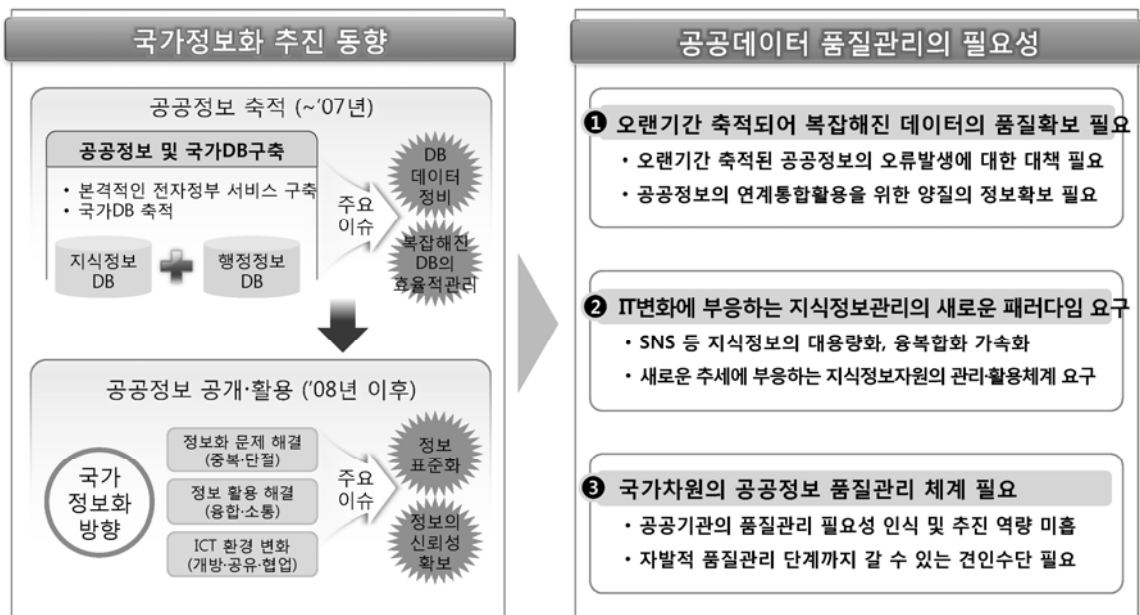 국가정보화 추진 동향
공공정보 축적 (~'07년)
공공정보 및 국가DB구축
• 본격적인 전자정부 서비스 구축
• 국가DB 축적
지식정보
DB
행정정보
DB
주요
이슈
DB
데이터
정비
복잡해진
DB의
효율적관리
공공정보 공개·활용 ('08년 이후)
국가
정보화
방향
정보화 문제 해결
(중복·단절)
정보 활용 해결
(융합·소통)
ICT 환경 변화
(개방·공유·협업)
주요
이슈
정보
표준화
정보의
신뢰성
확보
공공데이터 품질관리의 필요성
❶ 오랜기간 축적되어 복잡해진 데이터의 품질확보 필요
• 오랜기간 축적된 공공정보의 오류발생에 대한 대책 필요
• 공공정보의 연계통합활용을 위한 양질의 정보확보 필요
❷ IT변화에 부응하는 지식정보관리의 새로운 패러다임 요구
• SNS 등 지식정보의 대용량화, 융복합화 가속화
• 새로운 추세에 부응하는 지식정보자원의 관리·활용체계 요구
❸ 국가차원의 공공정보 품질관리 체계 필요
• 공공기관의 품질관리 필요성 인식 및 추진 역량 미흡
• 자발적 품질관리 단계까지 갈 수 있는 견인수단 필요